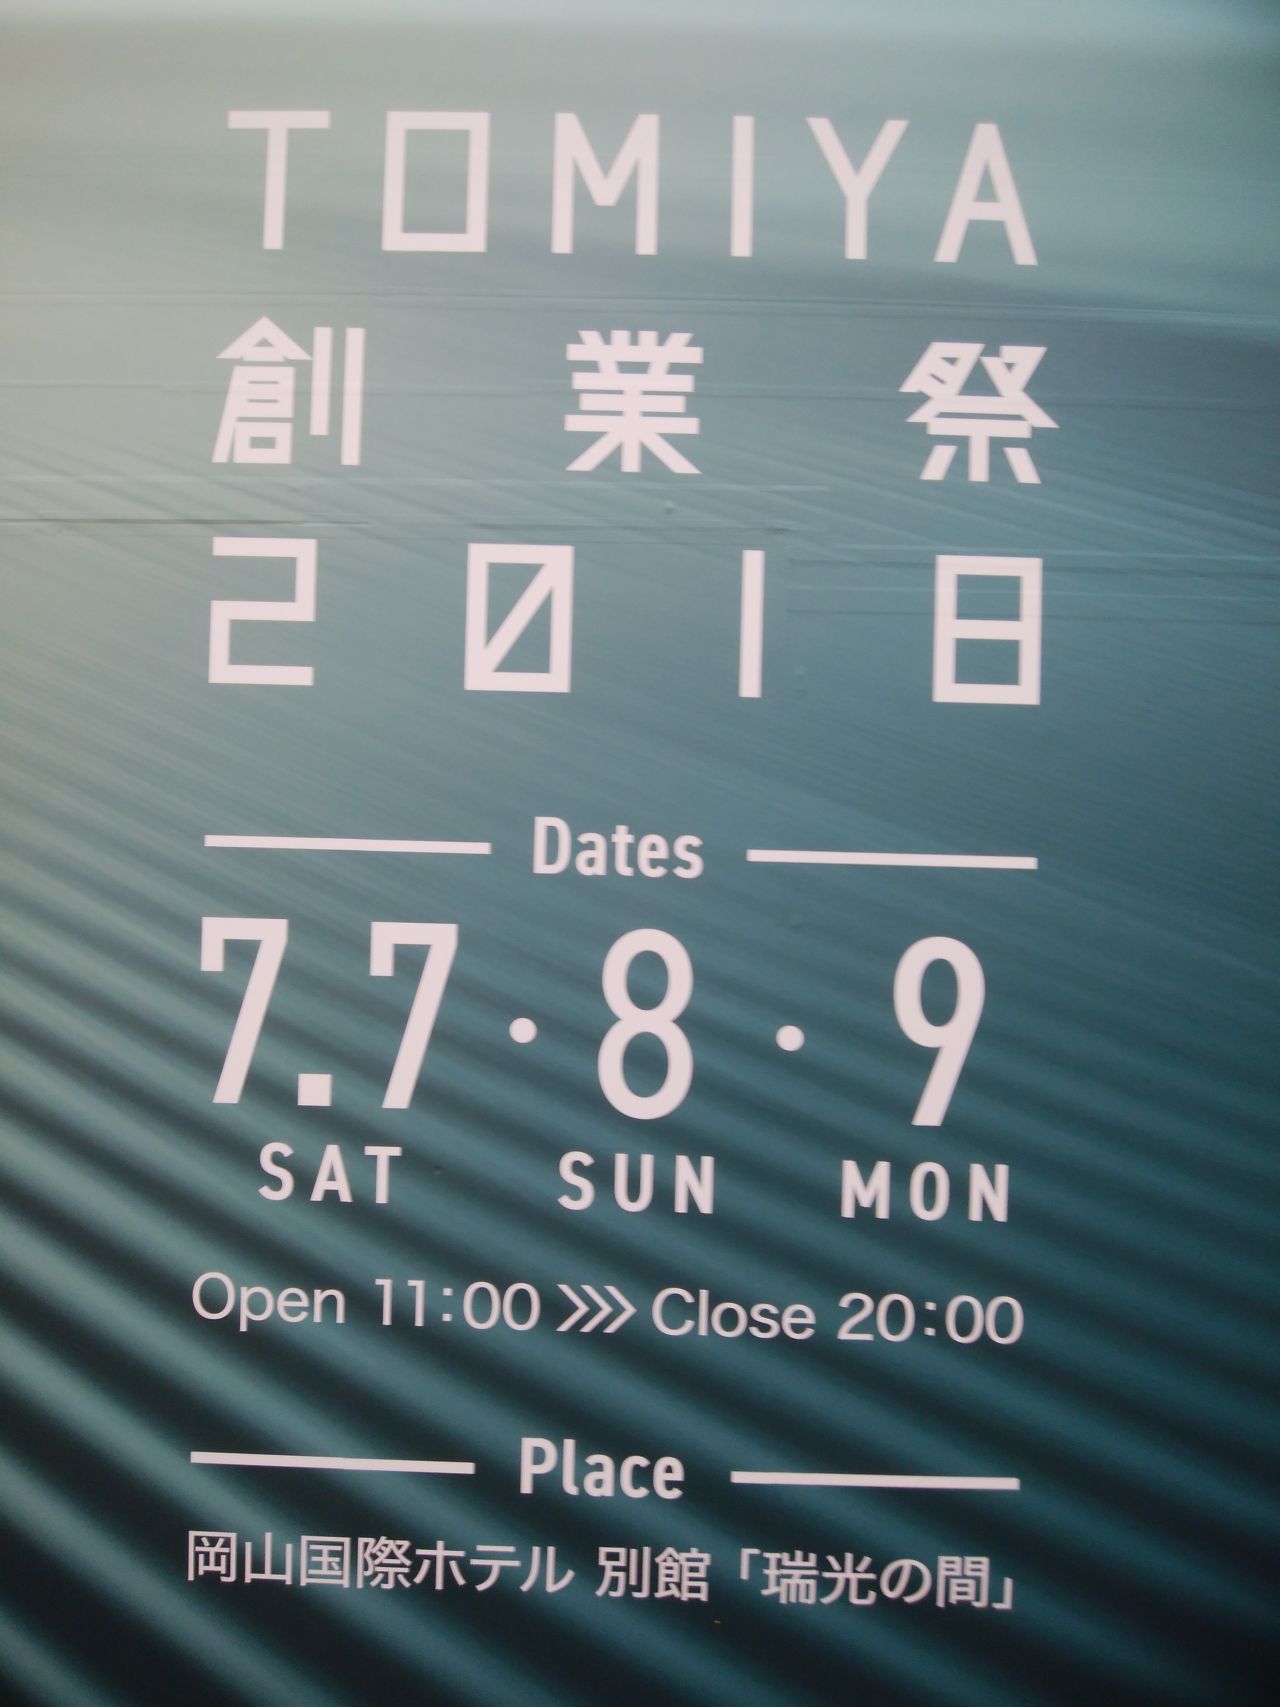 TOMIYA
創業祭
2018
Dates
7.7・8・9
SAT SUN MON
Open 11:00 >>> Close 20:00
Place
岡山国際ホテル 別館「瑞光の間」